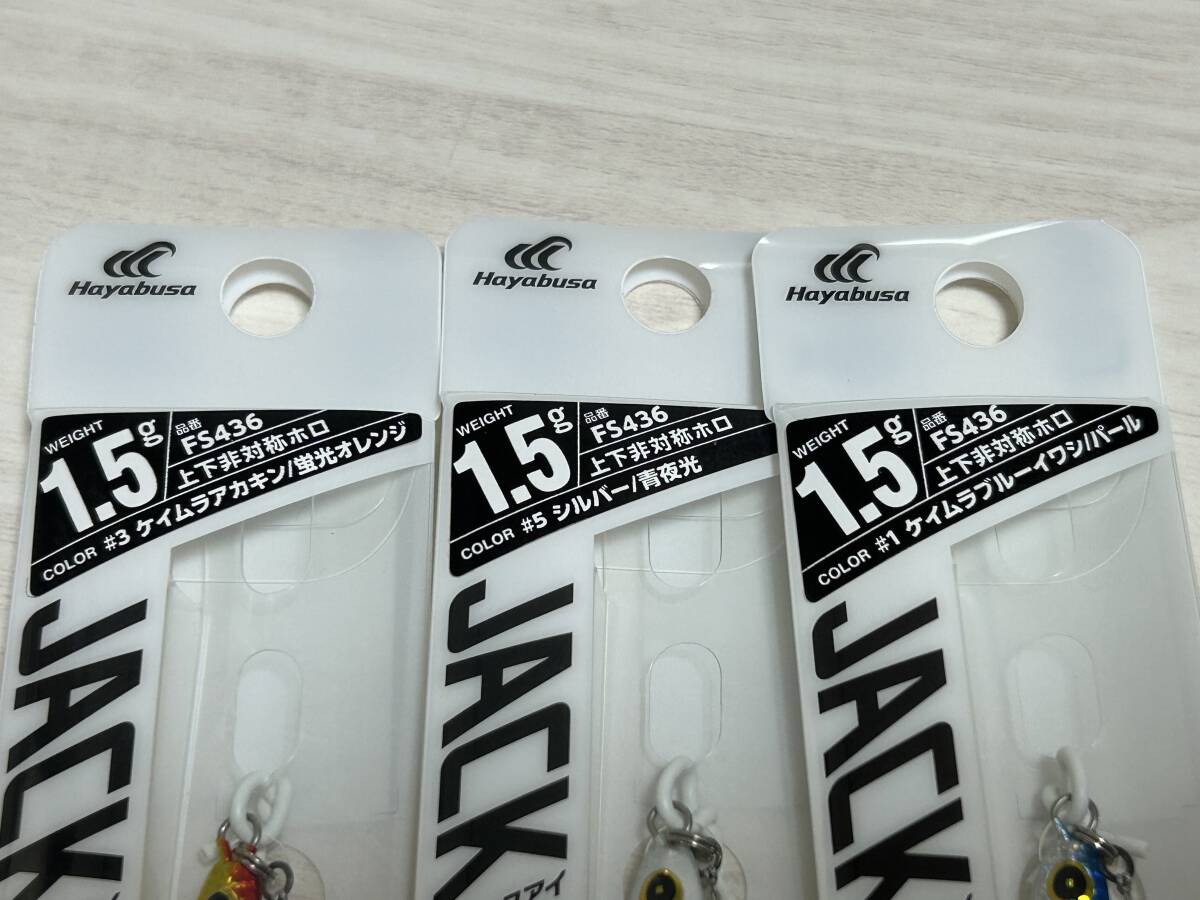 Hayabusa
WEIGHT
1.5g
品番
FS436
上下非対称ホロ
COLOR #3 ケイムラアカキン/蛍光オレンジ
JACK
Hayabusa
WEIGHT
1.5g
品番
FS436
上下非対称ホロ
COLOR #5 シルバー/青夜光
JACK
Hayabusa
WEIGHT
1.5g
品番
FS436
上下非対称ホロ
COLOR #1 ケイムラブルーイワシ/パール
JACK